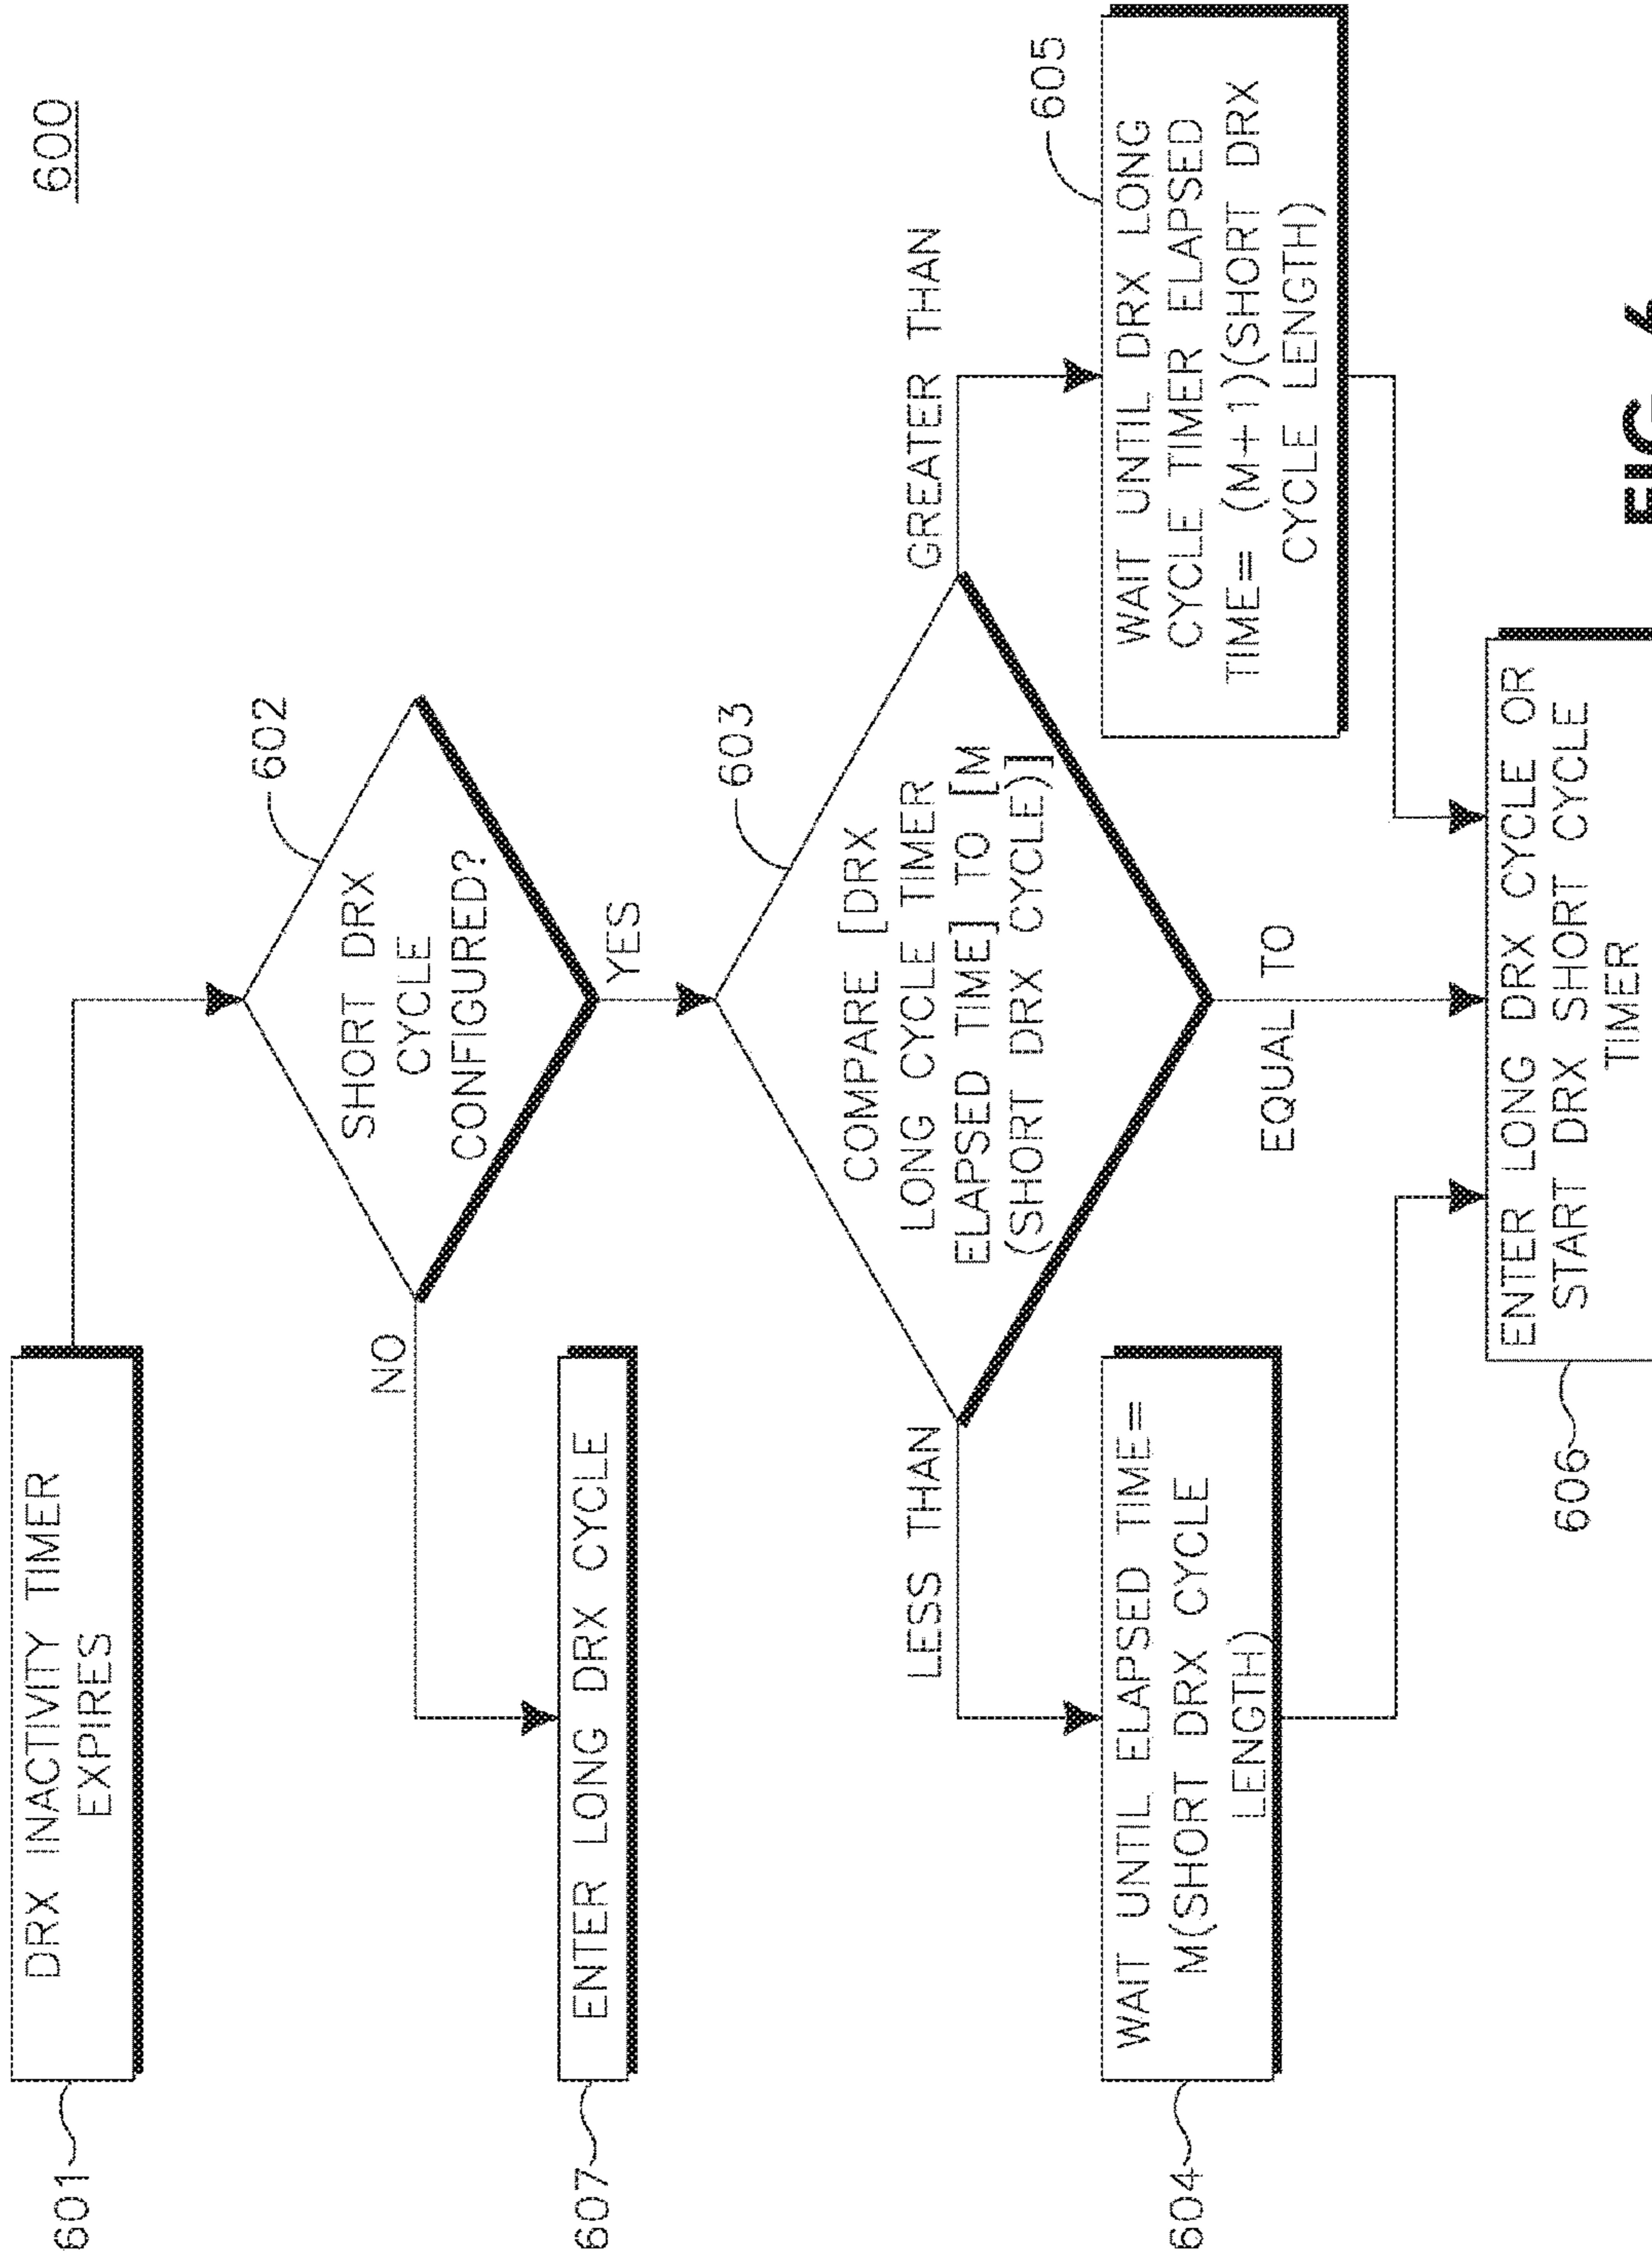 600
601
DRX INACTIVITY TIMER
EXPIRES
602
SHORT DRX
CYCLE
CONFIGURED?
NO
YES
607
ENTER LONG DRX CYCLE
603
COMPARE [DRX
LONG CYCLE TIMER
ELAPSED TIME] TO [M
(SHORT DRX CYCLE)]
LESS THAN
GREATER THAN
EQUAL TO
604
WAIT UNTIL ELAPSED TIME=
M(SHORT DRX CYCLE
LENGTH)
605
WAIT UNTIL DRX LONG
CYCLE TIMER ELAPSED
TIME= (M+1)(SHORT DRX
CYCLE LENGTH)
606
ENTER LONG DRX CYCLE OR
START DRX SHORT CYCLE
TIMER